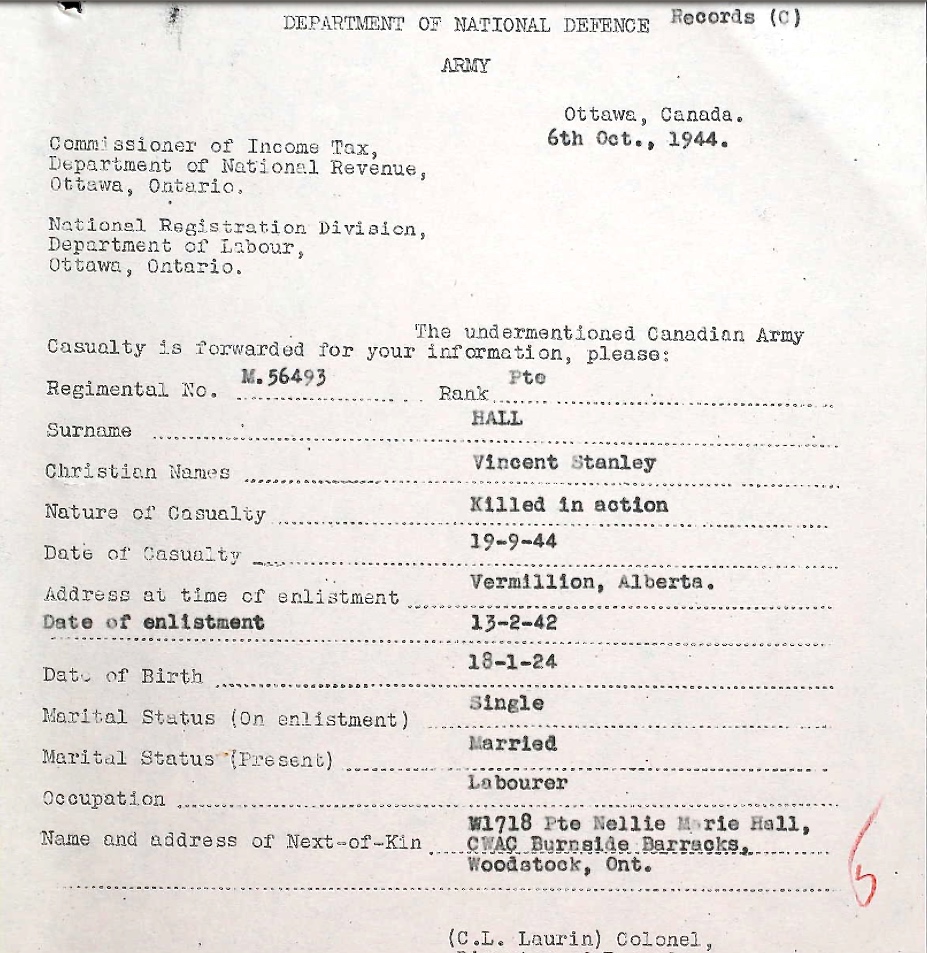 DEPARTMENT OF NATIONAL DEFENCE Records (C)
ARMY
Ottawa, Canada.
6th Oct., 1944.
Commissioner of Income Tax,
Department of National Revenue,
Ottawa, Ontario.
National Registration Division,
Department of Labour,
Ottawa, Ontario.
The undermentioned Canadian Army
Casualty is forwarded for your information, please:
Regimental No. M.56493 Rank Pte
Surname HALL
Christian Names Vincent Stanley
Nature of Casualty Killed in action
Date of Casualty 19-9-44
Address at time of enlistment Vermillion, Alberta.
Date of enlistment 13-2-42
Date of Birth 18-1-24
Marital Status (On enlistment) Single
Marital Status (Present) Married
Occupation Labourer
Name and address of Next-of-Kin W1718 Pte Nellie Marie Hall,
CWAC Burnside Barracks,
Woodstock, Ont.
(C.L. Laurin) Colonel,